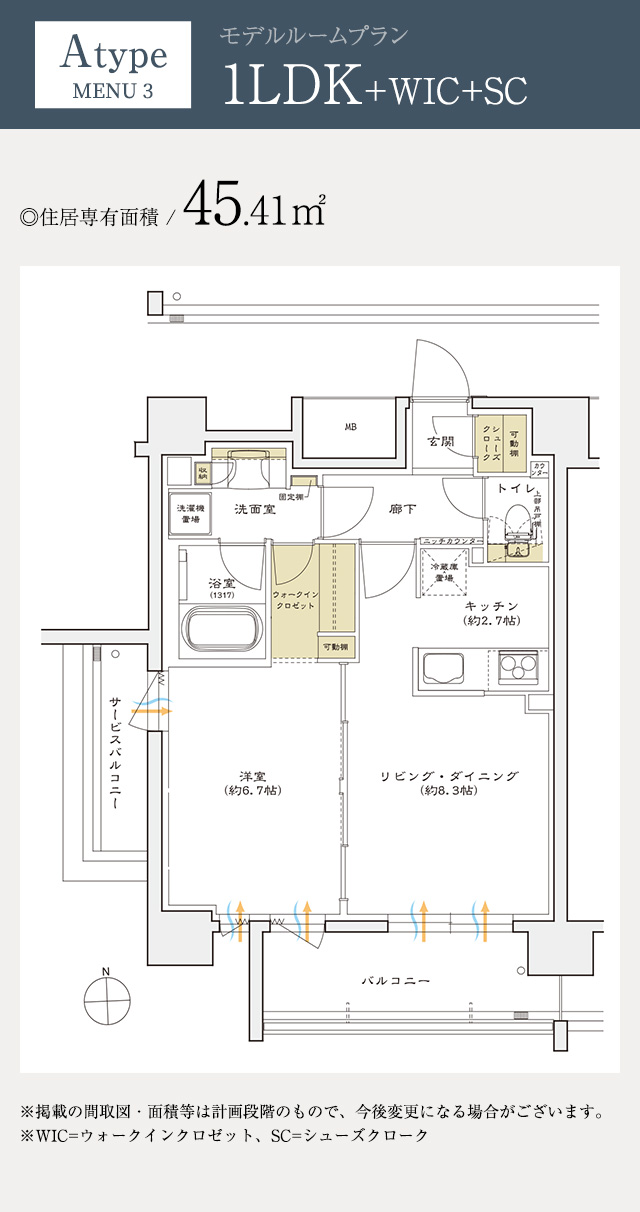 A type
MENU 3
モデルルームプラン
1LDK+WIC+SC
◎住居専有面積 / 45.41㎡
MB
玄関
シューズ
クローク
可動棚
カウ
ンター
トイレ
上部吊戸棚
収納
固定棚
洗濯機
置場
洗面室
廊下
ニッチカウンター
浴室
(1317)
ウォークイン
クロゼット
可動棚
冷蔵庫
置場
キッチン
(約2.7帖)
サービスバルコニー
洋室
(約6.7帖)
リビング・ダイニング
(約8.3帖)
バルコニー
N
※掲載の間取図・面積等は計画段階のもので、今後変更になる場合がございます。
※WIC=ウォークインクロゼット、SC=シューズクローク